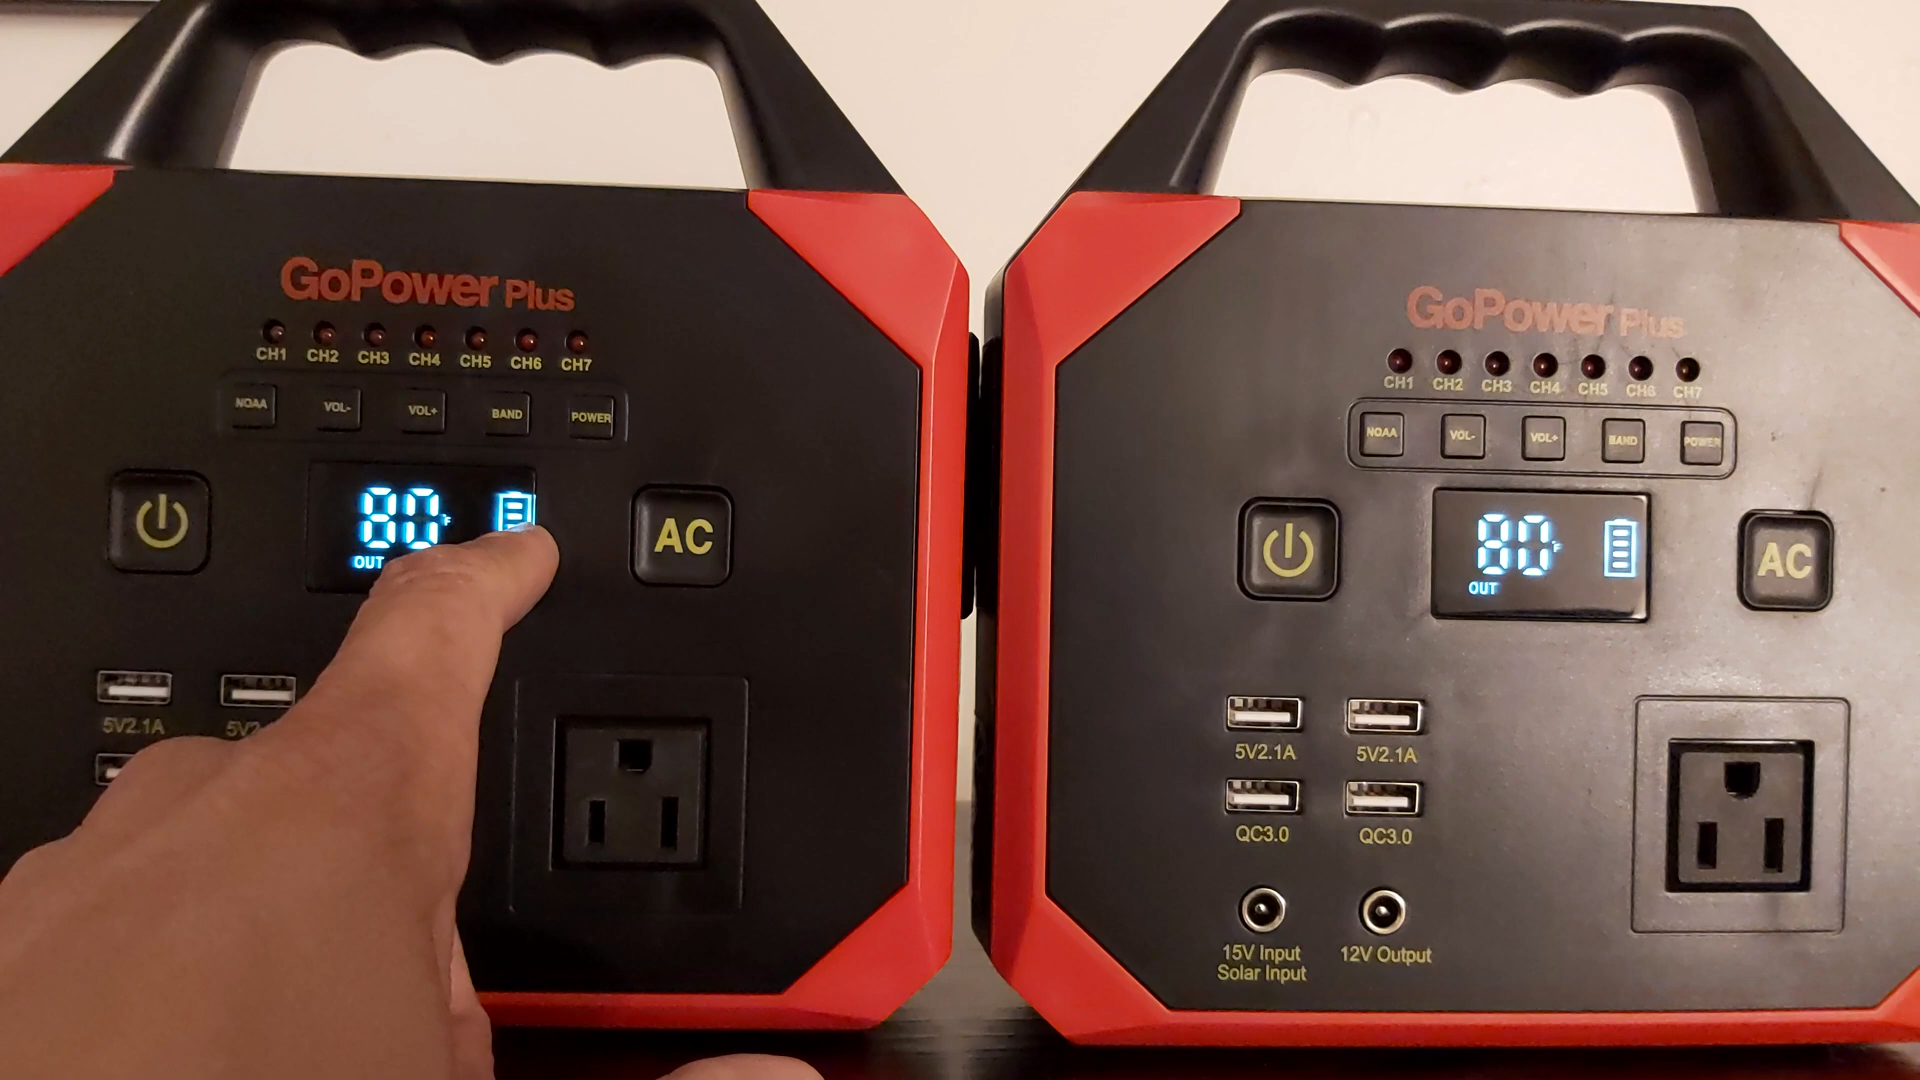 GoPower Plus
CH1 CH2 CH3 CH4 CH5 CH6 CH7
NOAA VOL- VOL+ BAND POWER
80°F
OUT
AC
5V2.1A
GoPower Plus
CH1 CH2 CH3 CH4 CH5 CH6 CH7
NOAA VOL- VOL+ BAND POWER
80°F
OUT
AC
5V2.1A 5V2.1A
QC3.0 QC3.0
15V Input 12V Output
Solar Input